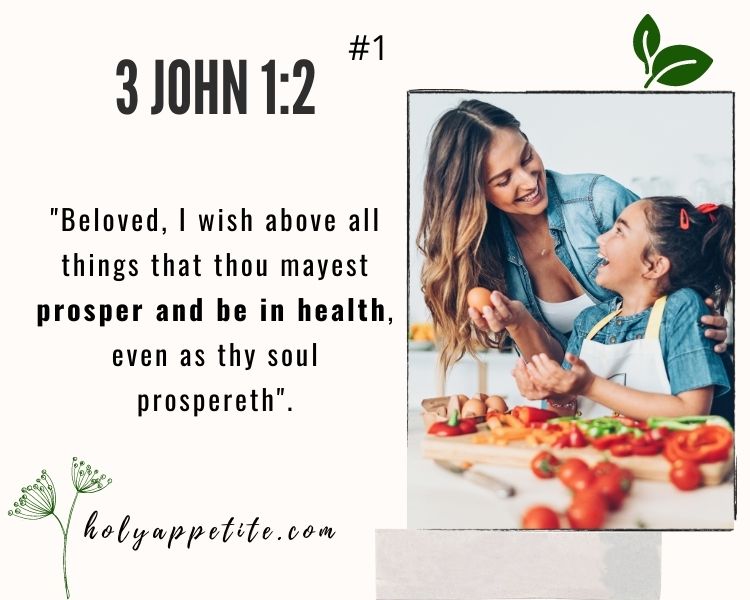 #1
3 JOHN 1:2
"Beloved, I wish above all
things that thou mayest
prosper and be in health,
even as thy soul
prospereth".
holyappetite.com